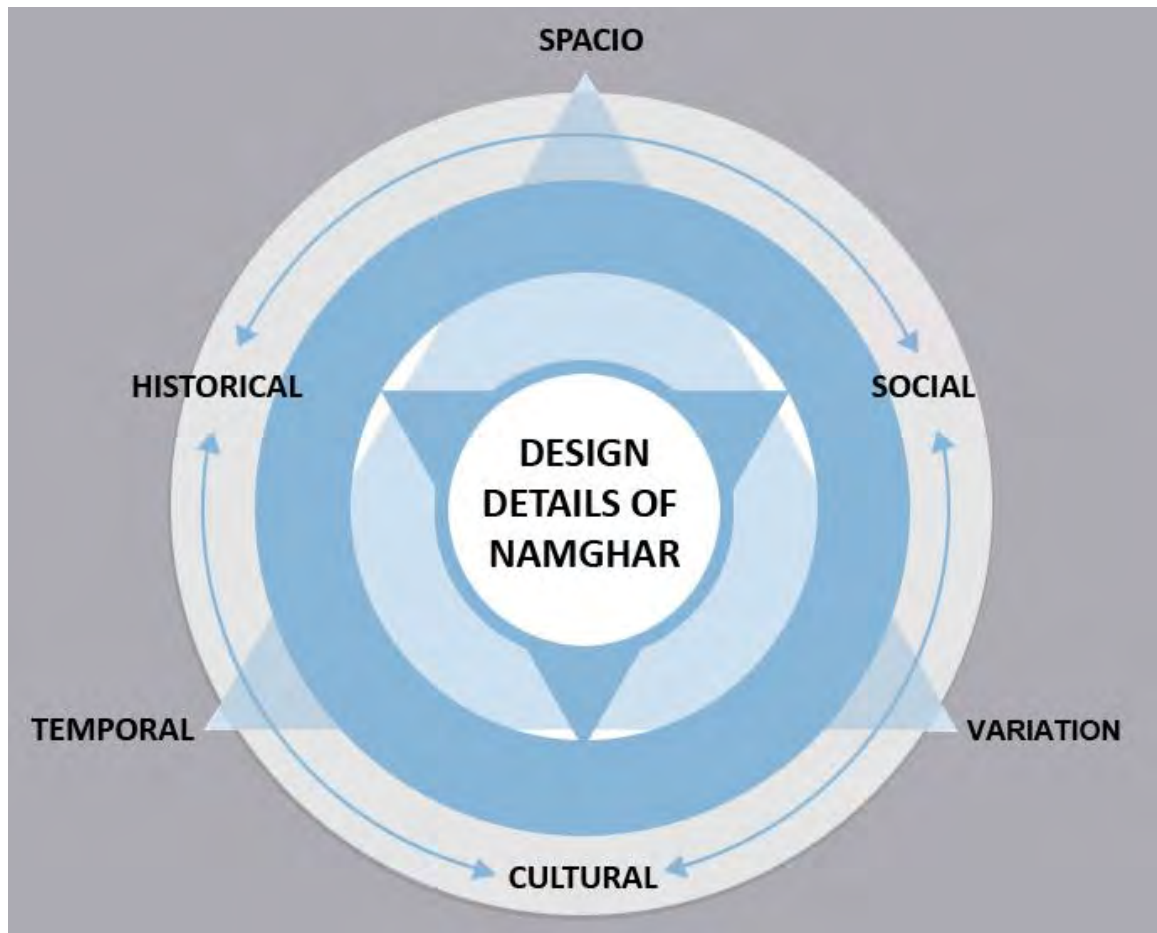 SPACIO
HISTORICAL
SOCIAL
DESIGN
DETAILS OF
NAMGHAR
TEMPORAL
VARIATION
CULTURAL